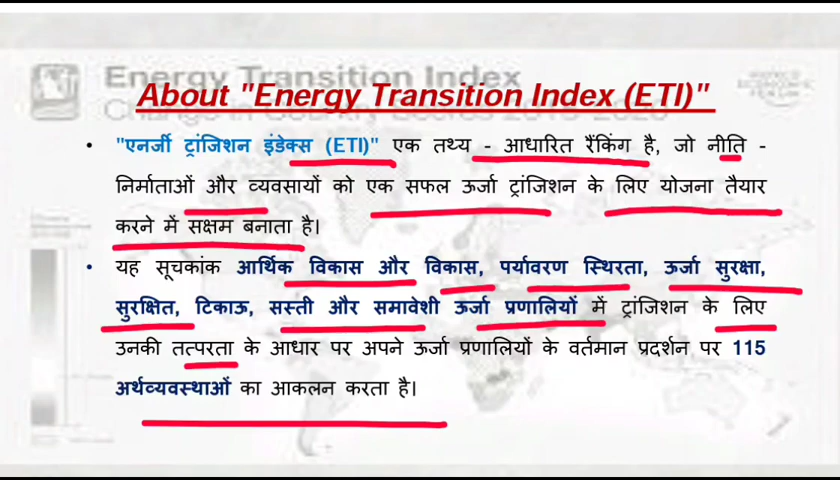 Energy Transition Index
About "Energy Transition Index (ETI)"
• "एनर्जी ट्रांजिशन इंडेक्स (ETI)" एक तथ्य - आधारित रैंकिंग है, जो नीति -
निर्माताओं और व्यवसायों को एक सफल ऊर्जा ट्रांजिशन के लिए योजना तैयार
करने में सक्षम बनाता है।
• यह सूचकांक आर्थिक विकास और विकास, पर्यावरण स्थिरता, ऊर्जा सुरक्षा,
सुरक्षित, टिकाऊ, सस्ती और समावेशी ऊर्जा प्रणालियों में ट्रांजिशन के लिए
उनकी तत्परता के आधार पर अपने ऊर्जा प्रणालियों के वर्तमान प्रदर्शन पर 115
अर्थव्यवस्थाओं का आकलन करता है।